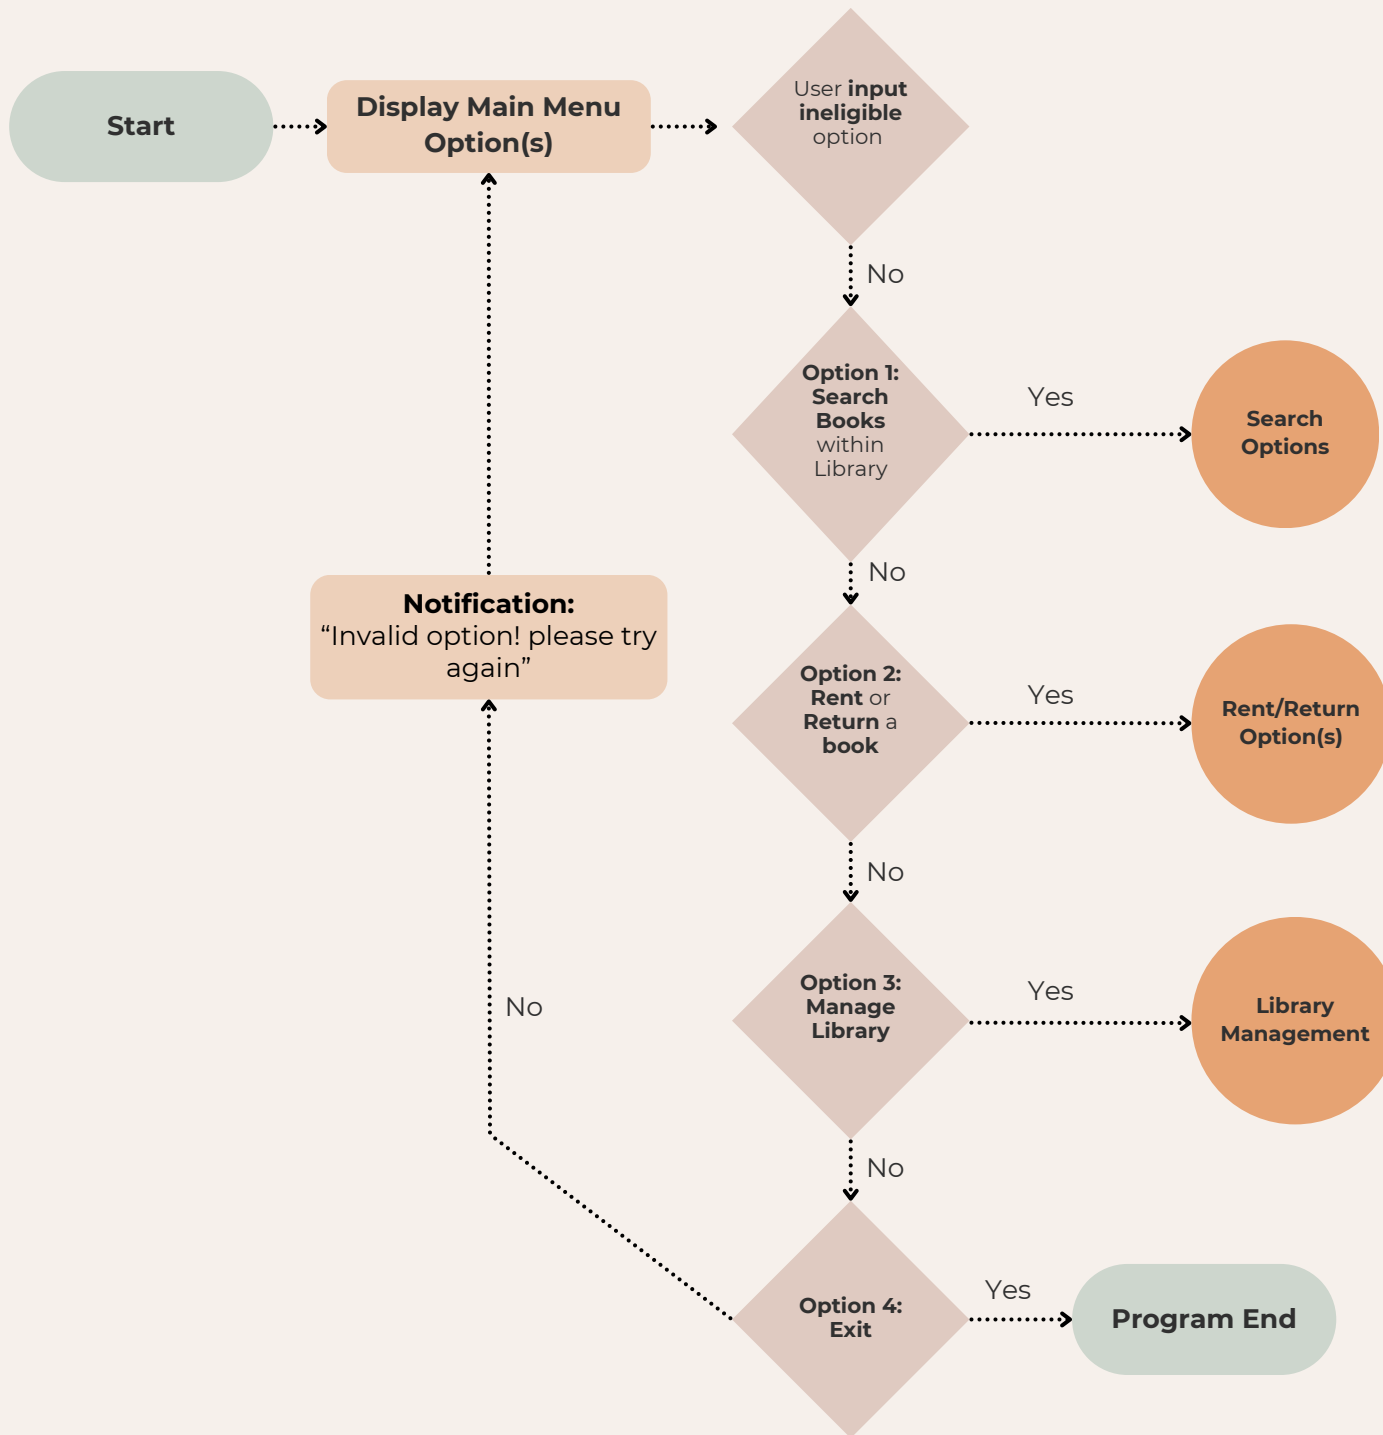 Start
Display Main Menu
Option(s)
User input
ineligible
option
No
Option 1:
Search
Books
within
Library
Yes
Search
Options
No
Notification:
“Invalid option! please try
again”
Option 2:
Rent or
Return a
book
Yes
Rent/Return
Option(s)
No
Option 3:
Manage
Library
Yes
Library
Management
No
No
Option 4:
Exit
Yes
Program End